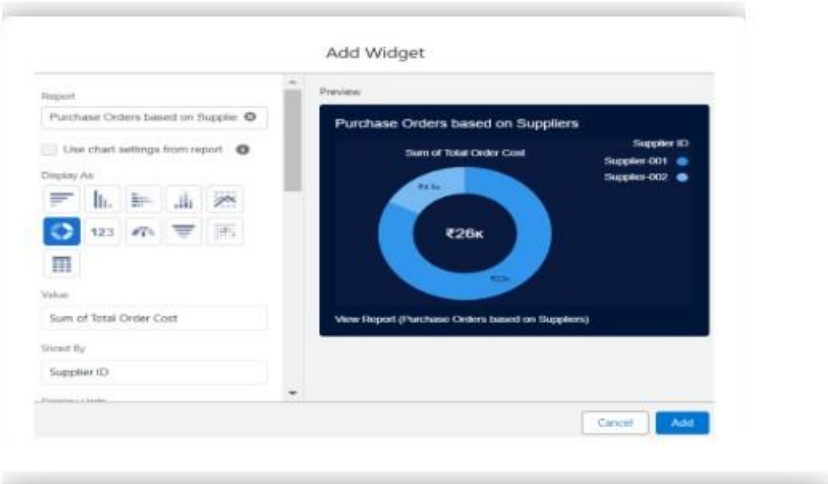 Add Widget
Report
Purchase Orders based on Supplie
Use chart settings from report
Display As
123
Value
Sum of Total Order Cost
Sliced By
Supplier ID
Preview
Purchase Orders based on Suppliers
Sum of Total Order Cost
Supplier ID
Supplier-001
Supplier-002
₹26K
View Report (Purchase Orders based on Suppliers)
Cancel
Add